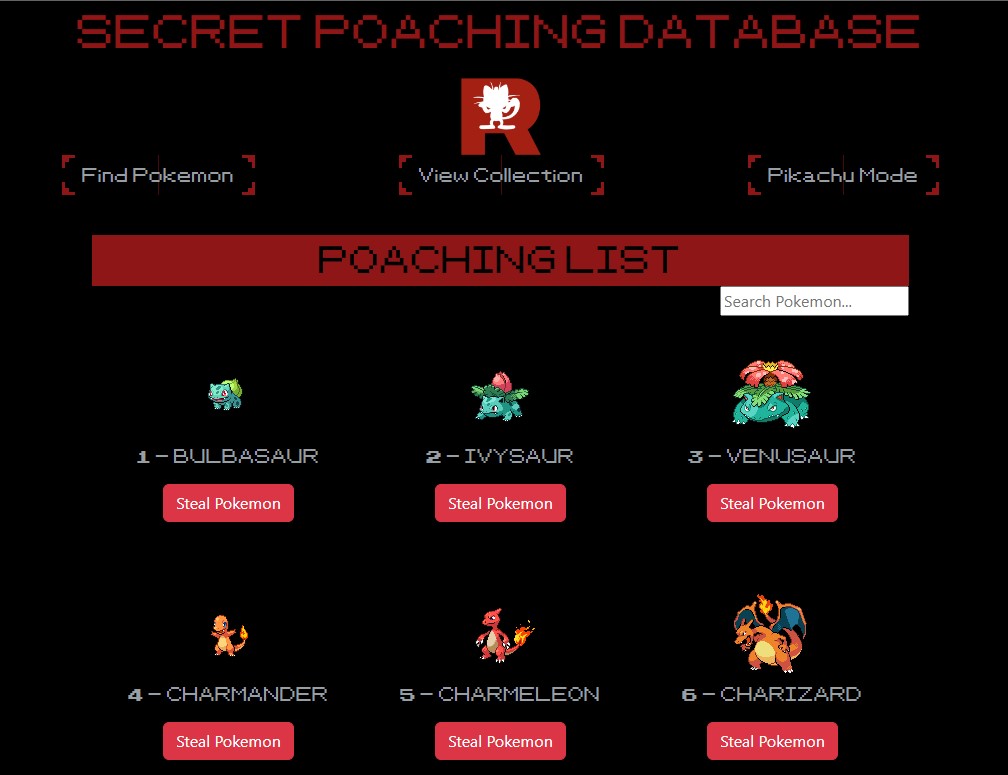 SECRET POACHING DATABASE
R
Find Pokemon View Collection Pikachu Mode
POACHING LIST
Search Pokemon...
1 - BULBASAUR 2 - IVYSAUR 3 - VENUSAUR
Steal Pokemon Steal Pokemon Steal Pokemon
4 - CHARMANDER 5 - CHARMELEON 6 - CHARIZARD
Steal Pokemon Steal Pokemon Steal Pokemon